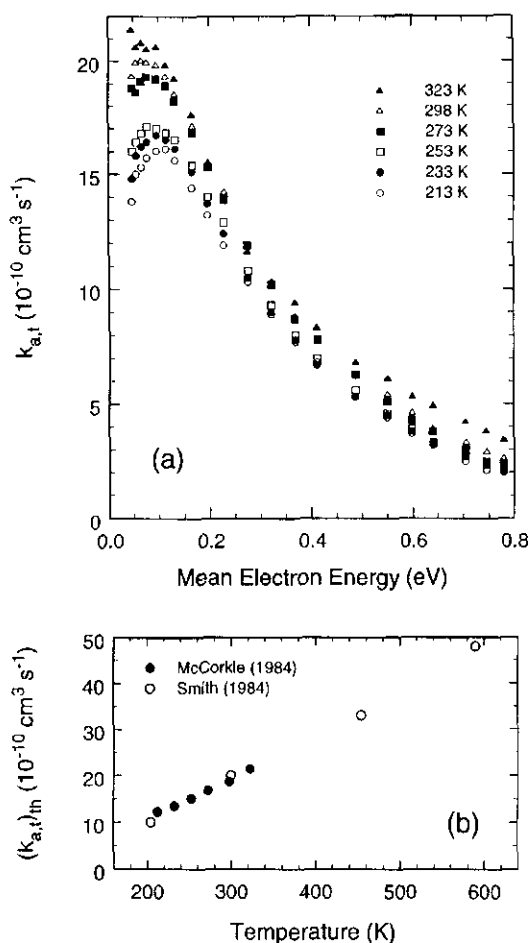 20
15
10
5
0
k_{a,t} (10^{-10} cm^3 s^{-1})
323 K
298 K
273 K
253 K
233 K
213 K
(a)
0.0 0.2 0.4 0.6 0.8
Mean Electron Energy (eV)
50
40
30
20
10
0
(k_{a,t})_{th} (10^{-10} cm^3 s^{-1})
McCorkle (1984)
Smith (1984)
(b)
200 300 400 500 600
Temperature (K)